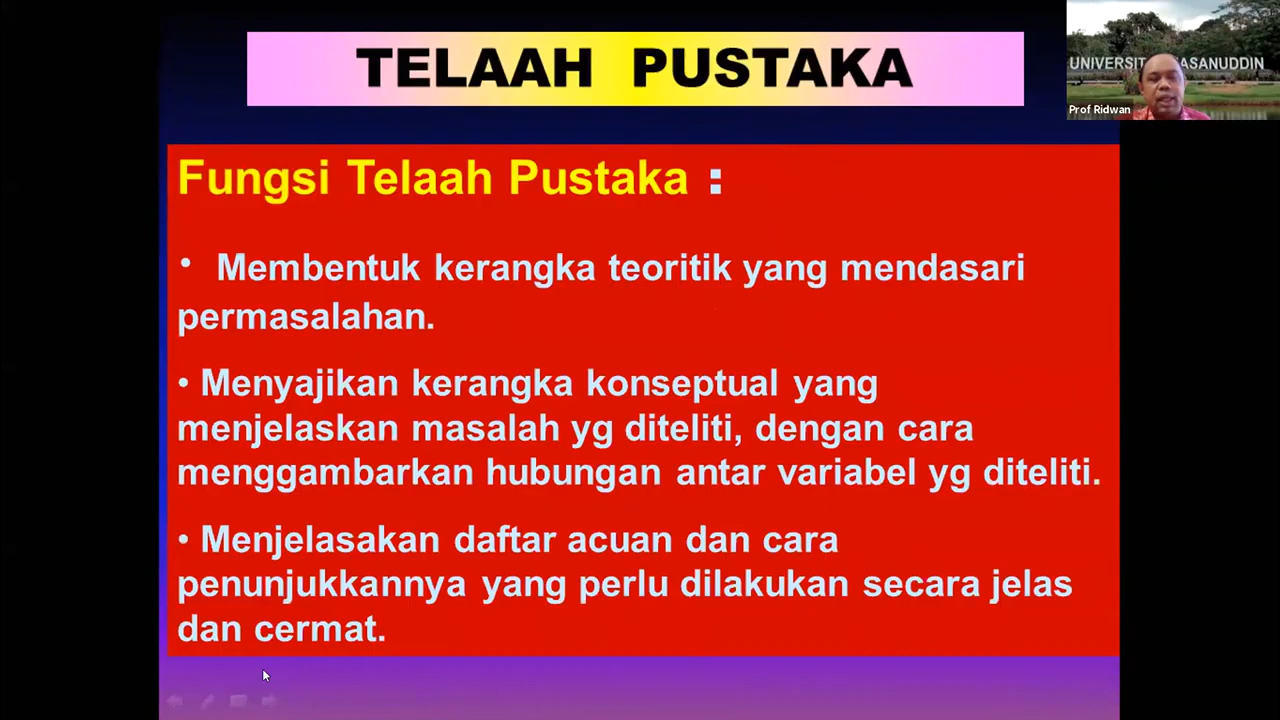 TELAAH PUSTAKA
UNIVERSIT ASANUDDIN
Prof Ridwan
Fungsi Telaah Pustaka :
• Membentuk kerangka teoritik yang mendasari
permasalahan.
• Menyajikan kerangka konseptual yang
menjelaskan masalah yg diteliti, dengan cara
menggambarkan hubungan antar variabel yg diteliti.
• Menjelasakan daftar acuan dan cara
penunjukkannya yang perlu dilakukan secara jelas
dan cermat.